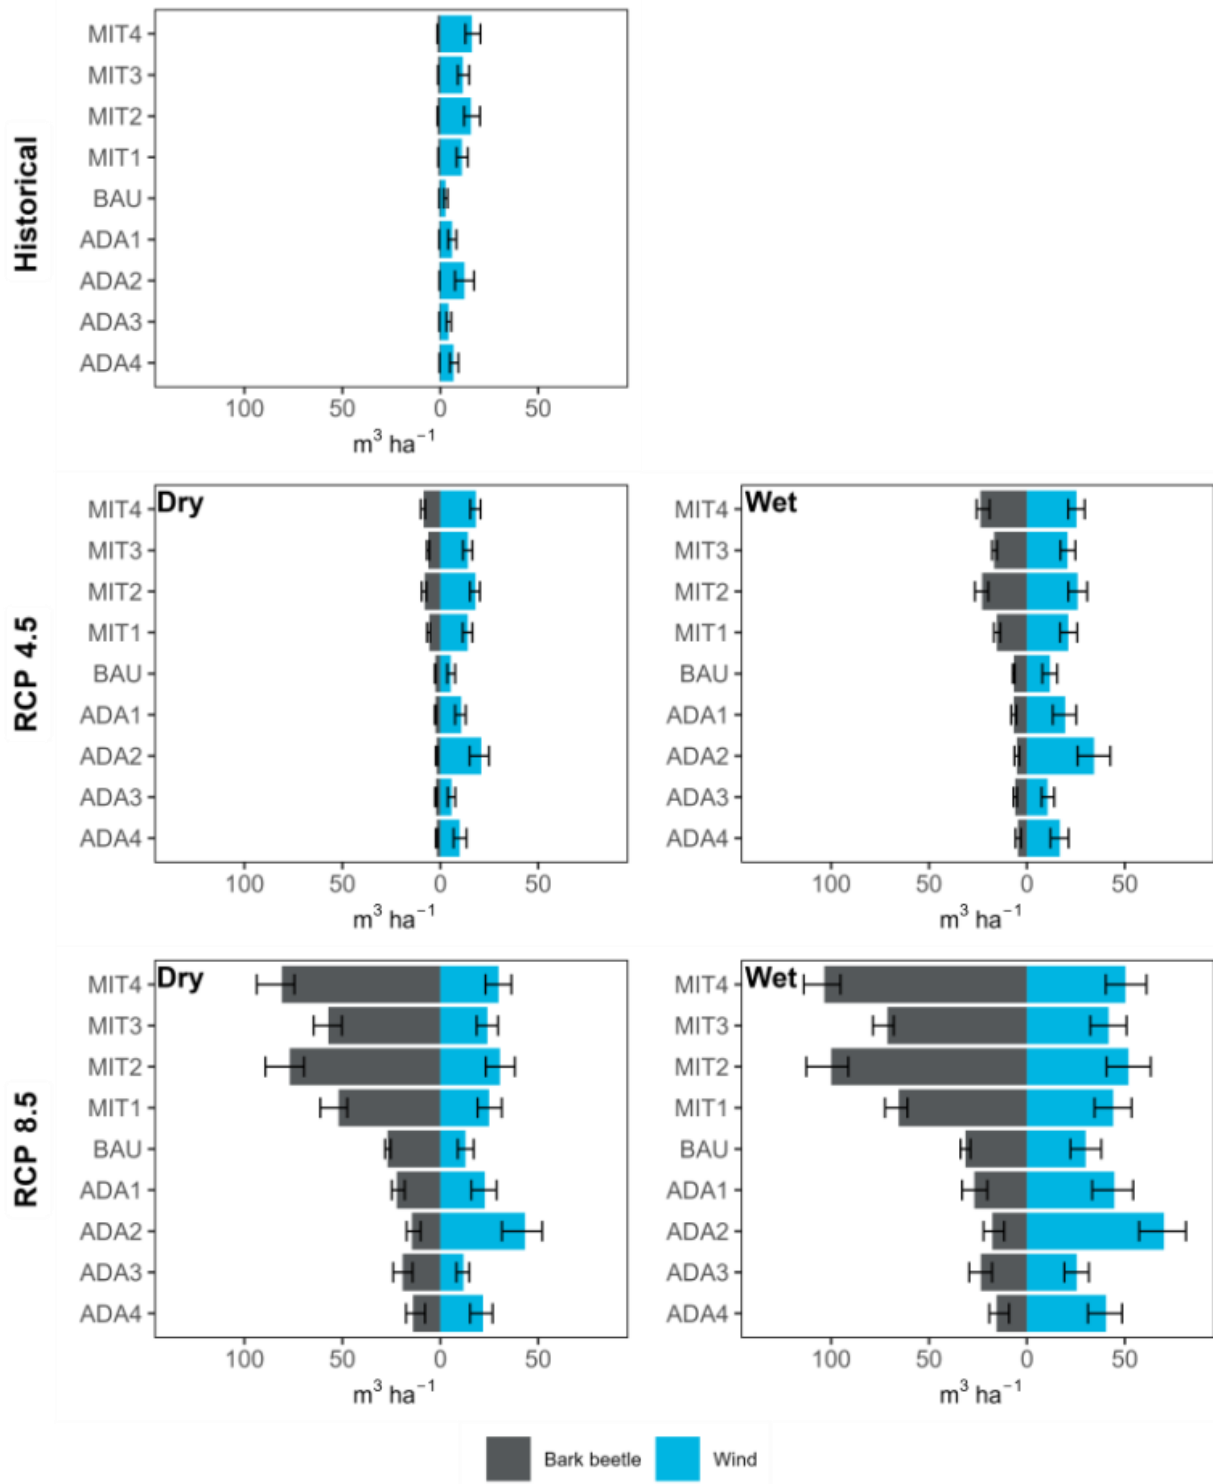 Historical
MIT4
MIT3
MIT2
MIT1
BAU
ADA1
ADA2
ADA3
ADA4
100 50 0 50
m³ ha⁻¹
RCP 4.5
Dry
MIT4
MIT3
MIT2
MIT1
BAU
ADA1
ADA2
ADA3
ADA4
100 50 0 50
m³ ha⁻¹
Wet
MIT4
MIT3
MIT2
MIT1
BAU
ADA1
ADA2
ADA3
ADA4
100 50 0 50
m³ ha⁻¹
RCP 8.5
Dry
MIT4
MIT3
MIT2
MIT1
BAU
ADA1
ADA2
ADA3
ADA4
100 50 0 50
m³ ha⁻¹
Wet
MIT4
MIT3
MIT2
MIT1
BAU
ADA1
ADA2
ADA3
ADA4
100 50 0 50
m³ ha⁻¹
Bark beetle Wind